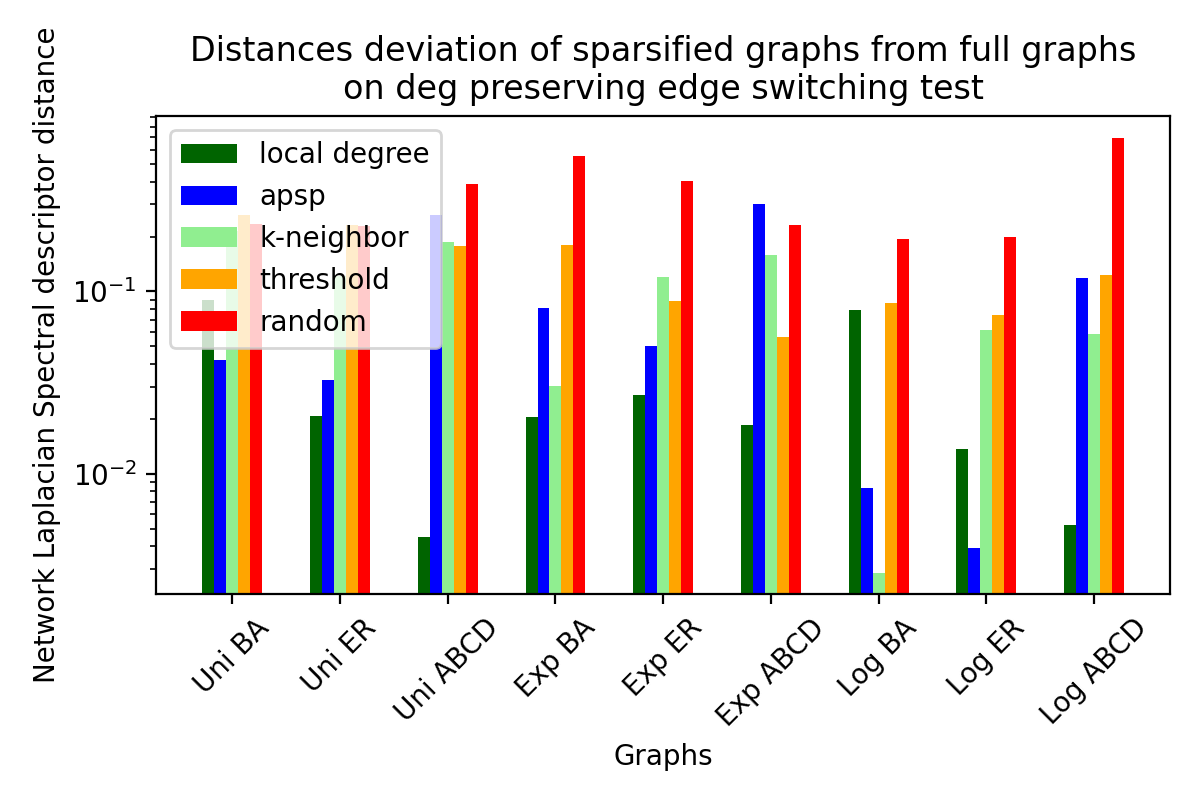 Distances deviation of sparsified graphs from full graphs
on deg preserving edge switching test
Network Laplacian Spectral descriptor distance
local degree
apsp
k-neighbor
threshold
random
10⁻¹
10⁻²
Uni BA
Uni ER
Uni ABCD
Exp BA
Exp ER
Exp ABCD
Log BA
Log ER
Log ABCD
Graphs